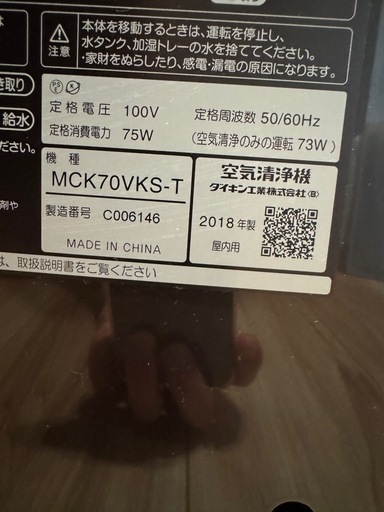 注意
本体を移動するときは、運転を停止し、
水タンク、加湿トレーの水を捨ててください。
・家財をぬらしたり、感電・漏電の原因になります。
き取り
給水
剤や
定格電圧 100V
定格周波数 50/60Hz
定格消費電力 75W
(空気清浄のみの運転 73W)
機種
MCK70VKS-T
製造番号 C006146
MADE IN CHINA
空気清浄機
ダイキン工業株式会社Ⓑ
2018年製
屋内用
は、取扱説明書をご覧ください